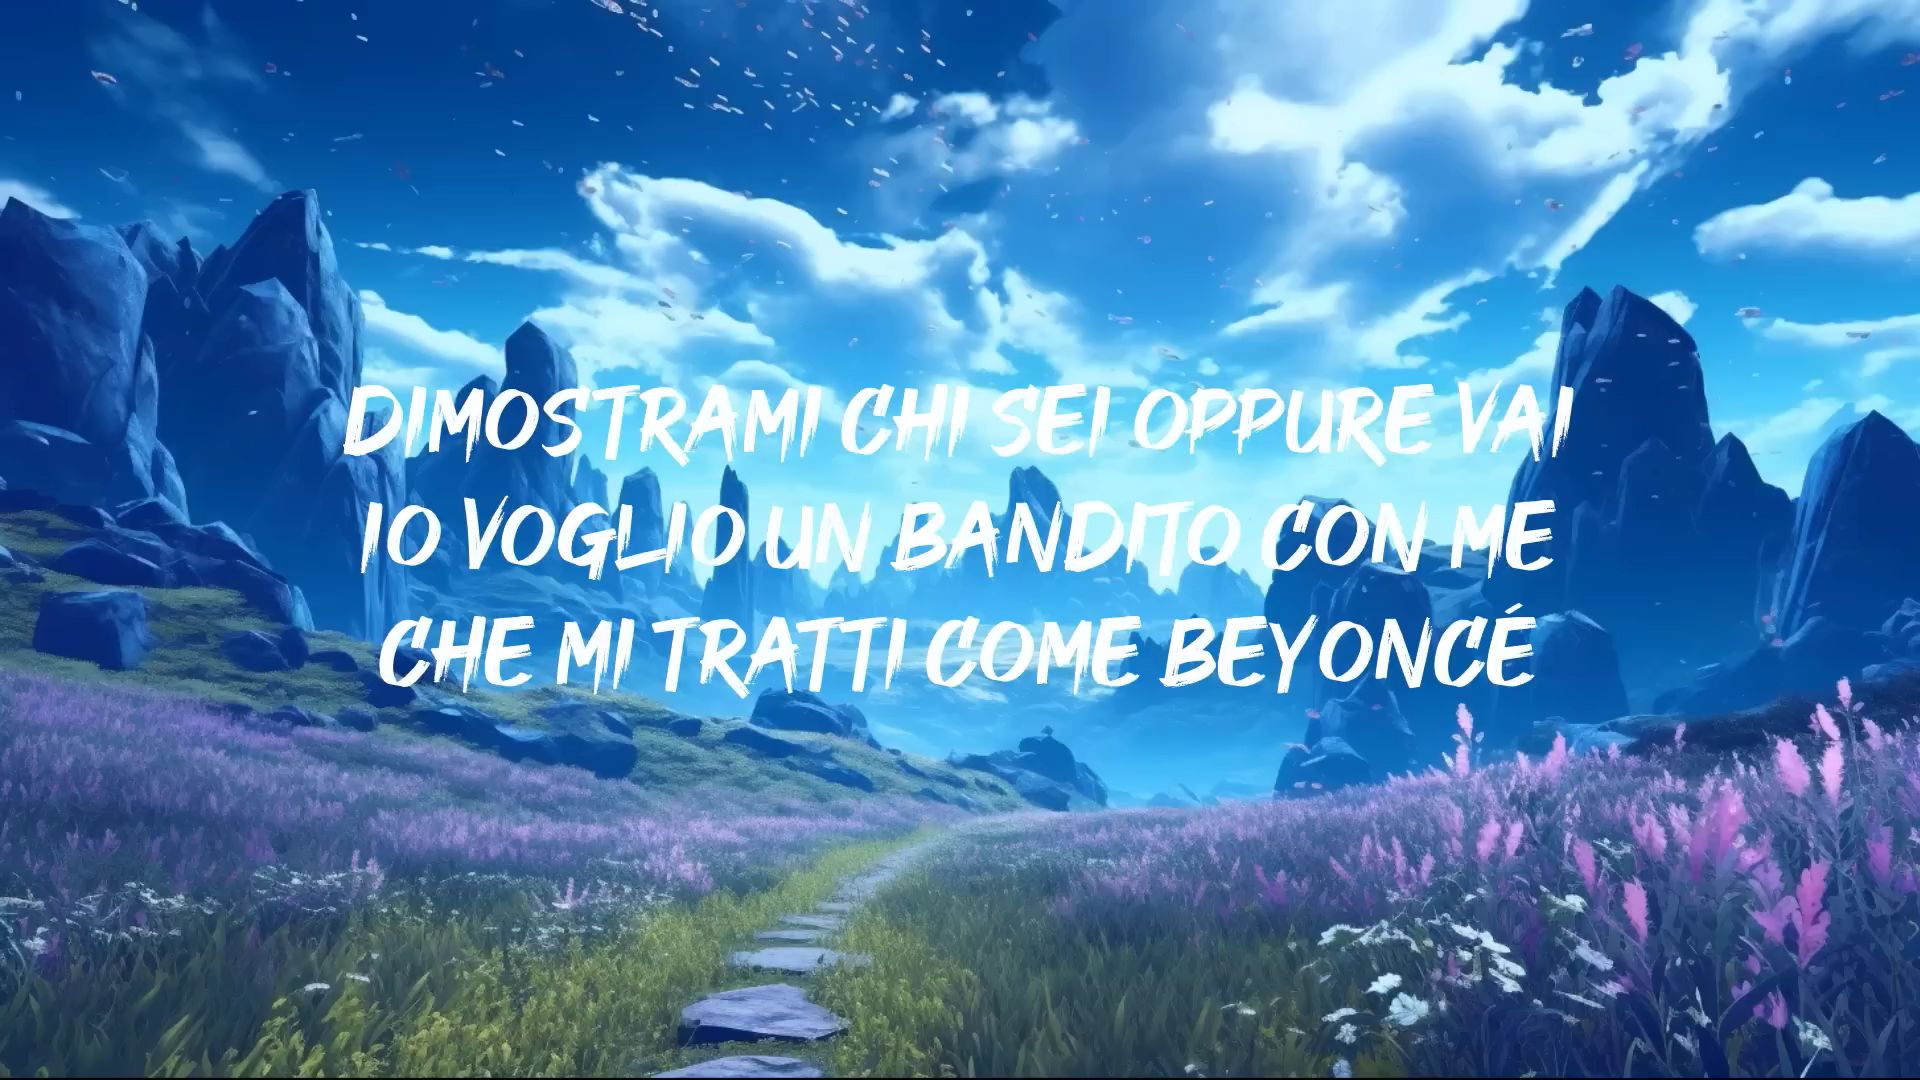 DIMOSTRAMI CHI SEI OPPURE VAI
IO VOGLIO UN BANDITO CON ME
CHE MI TRATTI COME BEYONCÉ